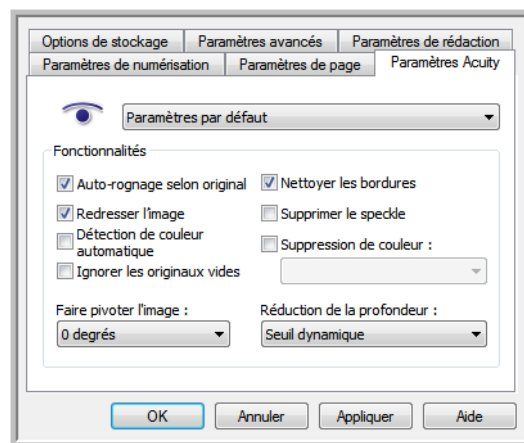 Options de stockage Paramètres avancés Paramètres de rédaction
Paramètres de numérisation Paramètres de page Paramètres Acuity
Paramètres par défaut
Fonctionnalités
Auto-rognage selon original Nettoyer les bordures
Redresser l'image Supprimer le speckle
Détection de couleur
automatique
Suppression de couleur :
Ignorer les originaux vides
Faire pivoter l'image : Réduction de la profondeur :
0 degrés Seuil dynamique
OK Annuler Appliquer Aide